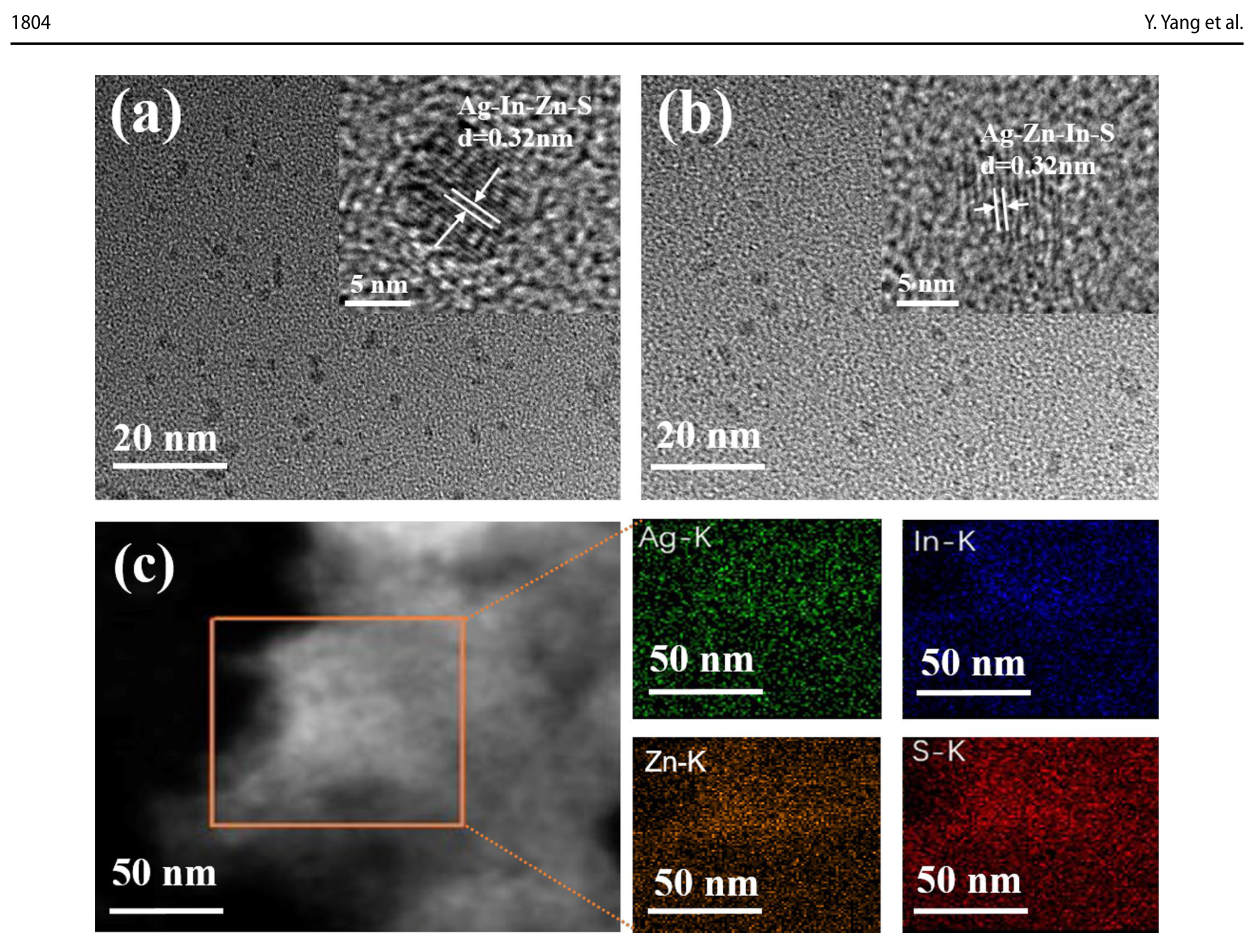 1804
Y. Yang et al.
(a)
Ag-In-Zn-S
d=0.32nm
5 nm
20 nm
(b)
Ag-Zn-In-S
d=0.32nm
5 nm
20 nm
(c)
50 nm
Ag-K
50 nm
In-K
50 nm
Zn-K
50 nm
S-K
50 nm